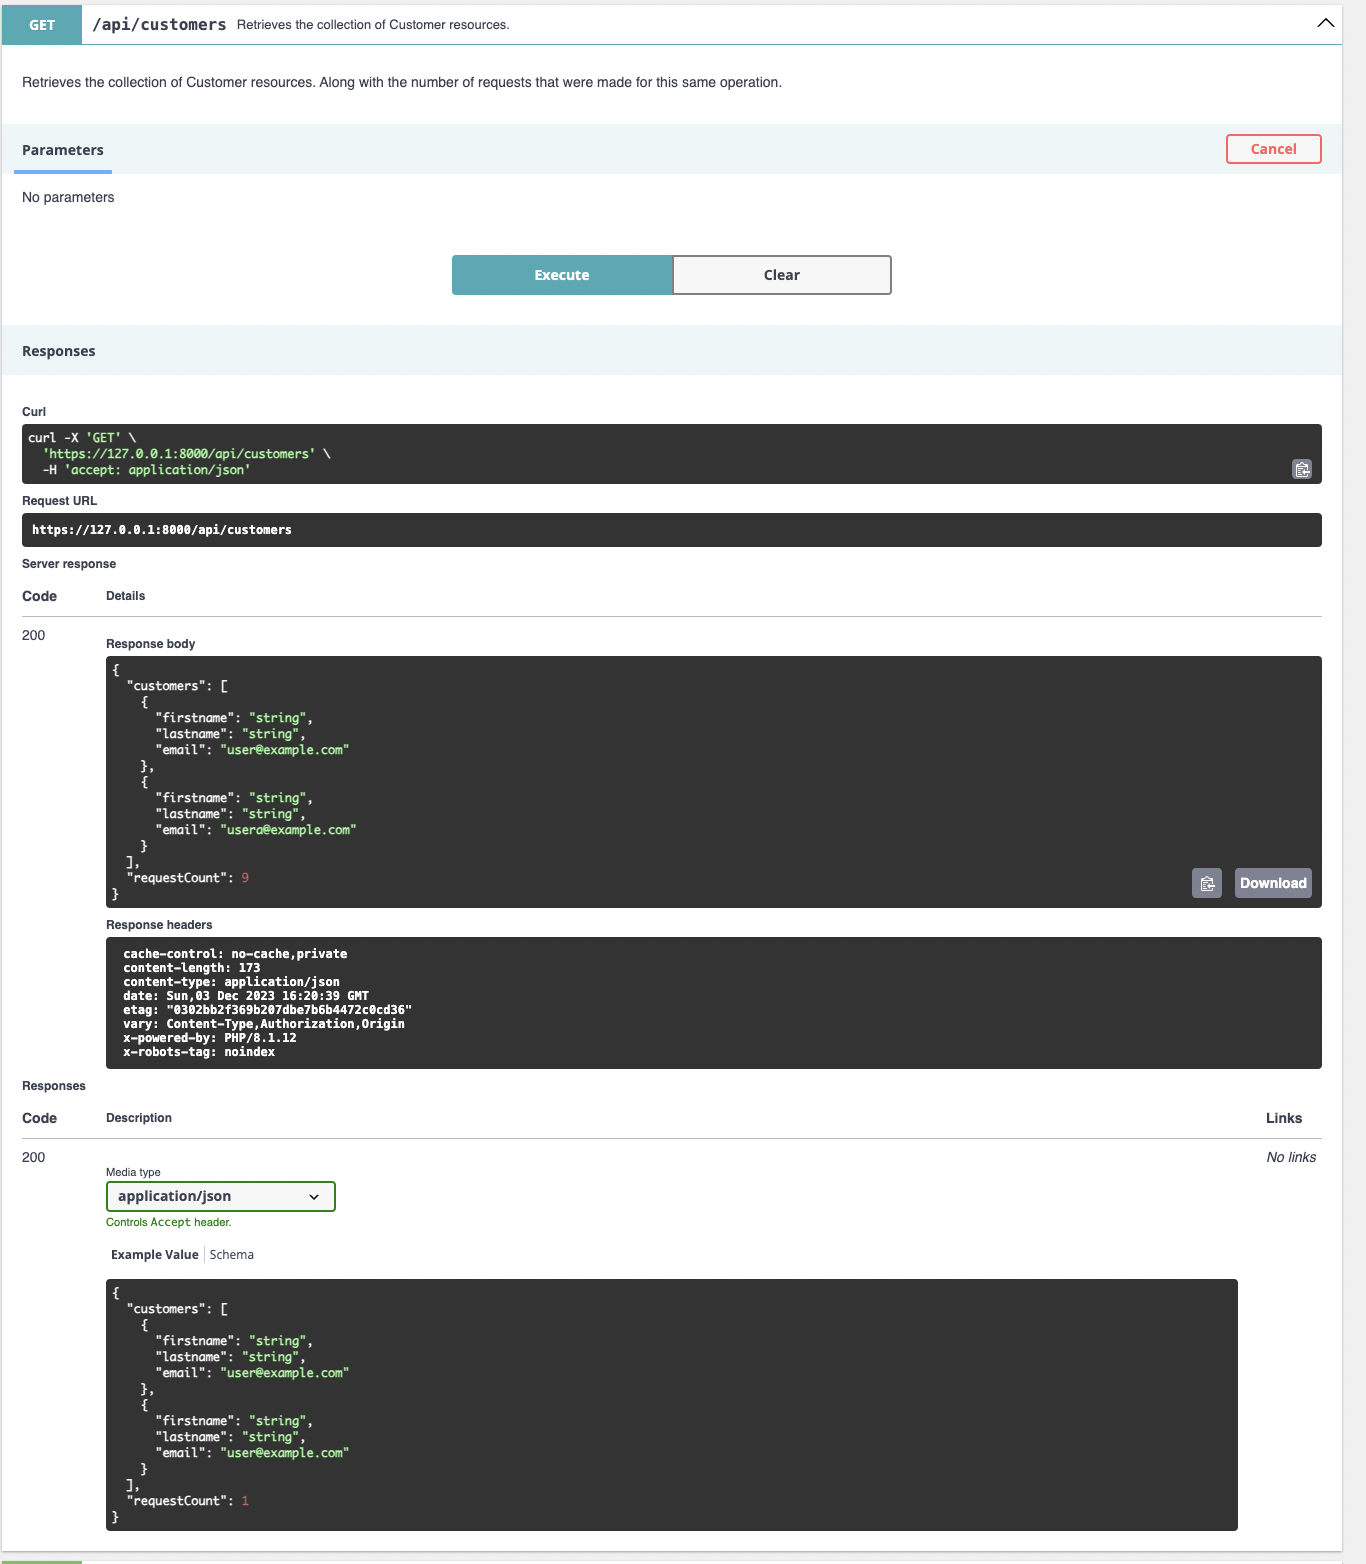 GET /api/customers Retrieves the collection of Customer resources.
Retrieves the collection of Customer resources. Along with the number of requests that were made for this same operation.
Parameters Cancel
No parameters
Execute Clear
Responses
Curl
curl -X 'GET' \
  'https://127.0.0.1:8000/api/customers' \
  -H 'accept: application/json'
Request URL
https://127.0.0.1:8000/api/customers
Server response
Code Details
200
Response body
{
  "customers": [
    {
      "firstname": "string",
      "lastname": "string",
      "email": "user@example.com"
    },
    {
      "firstname": "string",
      "lastname": "string",
      "email": "usera@example.com"
    }
  ],
  "requestCount": 9
}
Download
Response headers
cache-control: no-cache,private
content-length: 173
content-type: application/json
date: Sun,03 Dec 2023 16:20:39 GMT
etag: "0302bb2f369b207dbe7b6b4472c0cd36"
vary: Content-Type,Authorization,Origin
x-powered-by: PHP/8.1.12
x-robots-tag: noindex
Responses
Code Description Links
200 No links
Media type
application/json
Controls Accept header.
Example Value Schema
{
  "customers": [
    {
      "firstname": "string",
      "lastname": "string",
      "email": "user@example.com"
    },
    {
      "firstname": "string",
      "lastname": "string",
      "email": "user@example.com"
    }
  ],
  "requestCount": 1
}